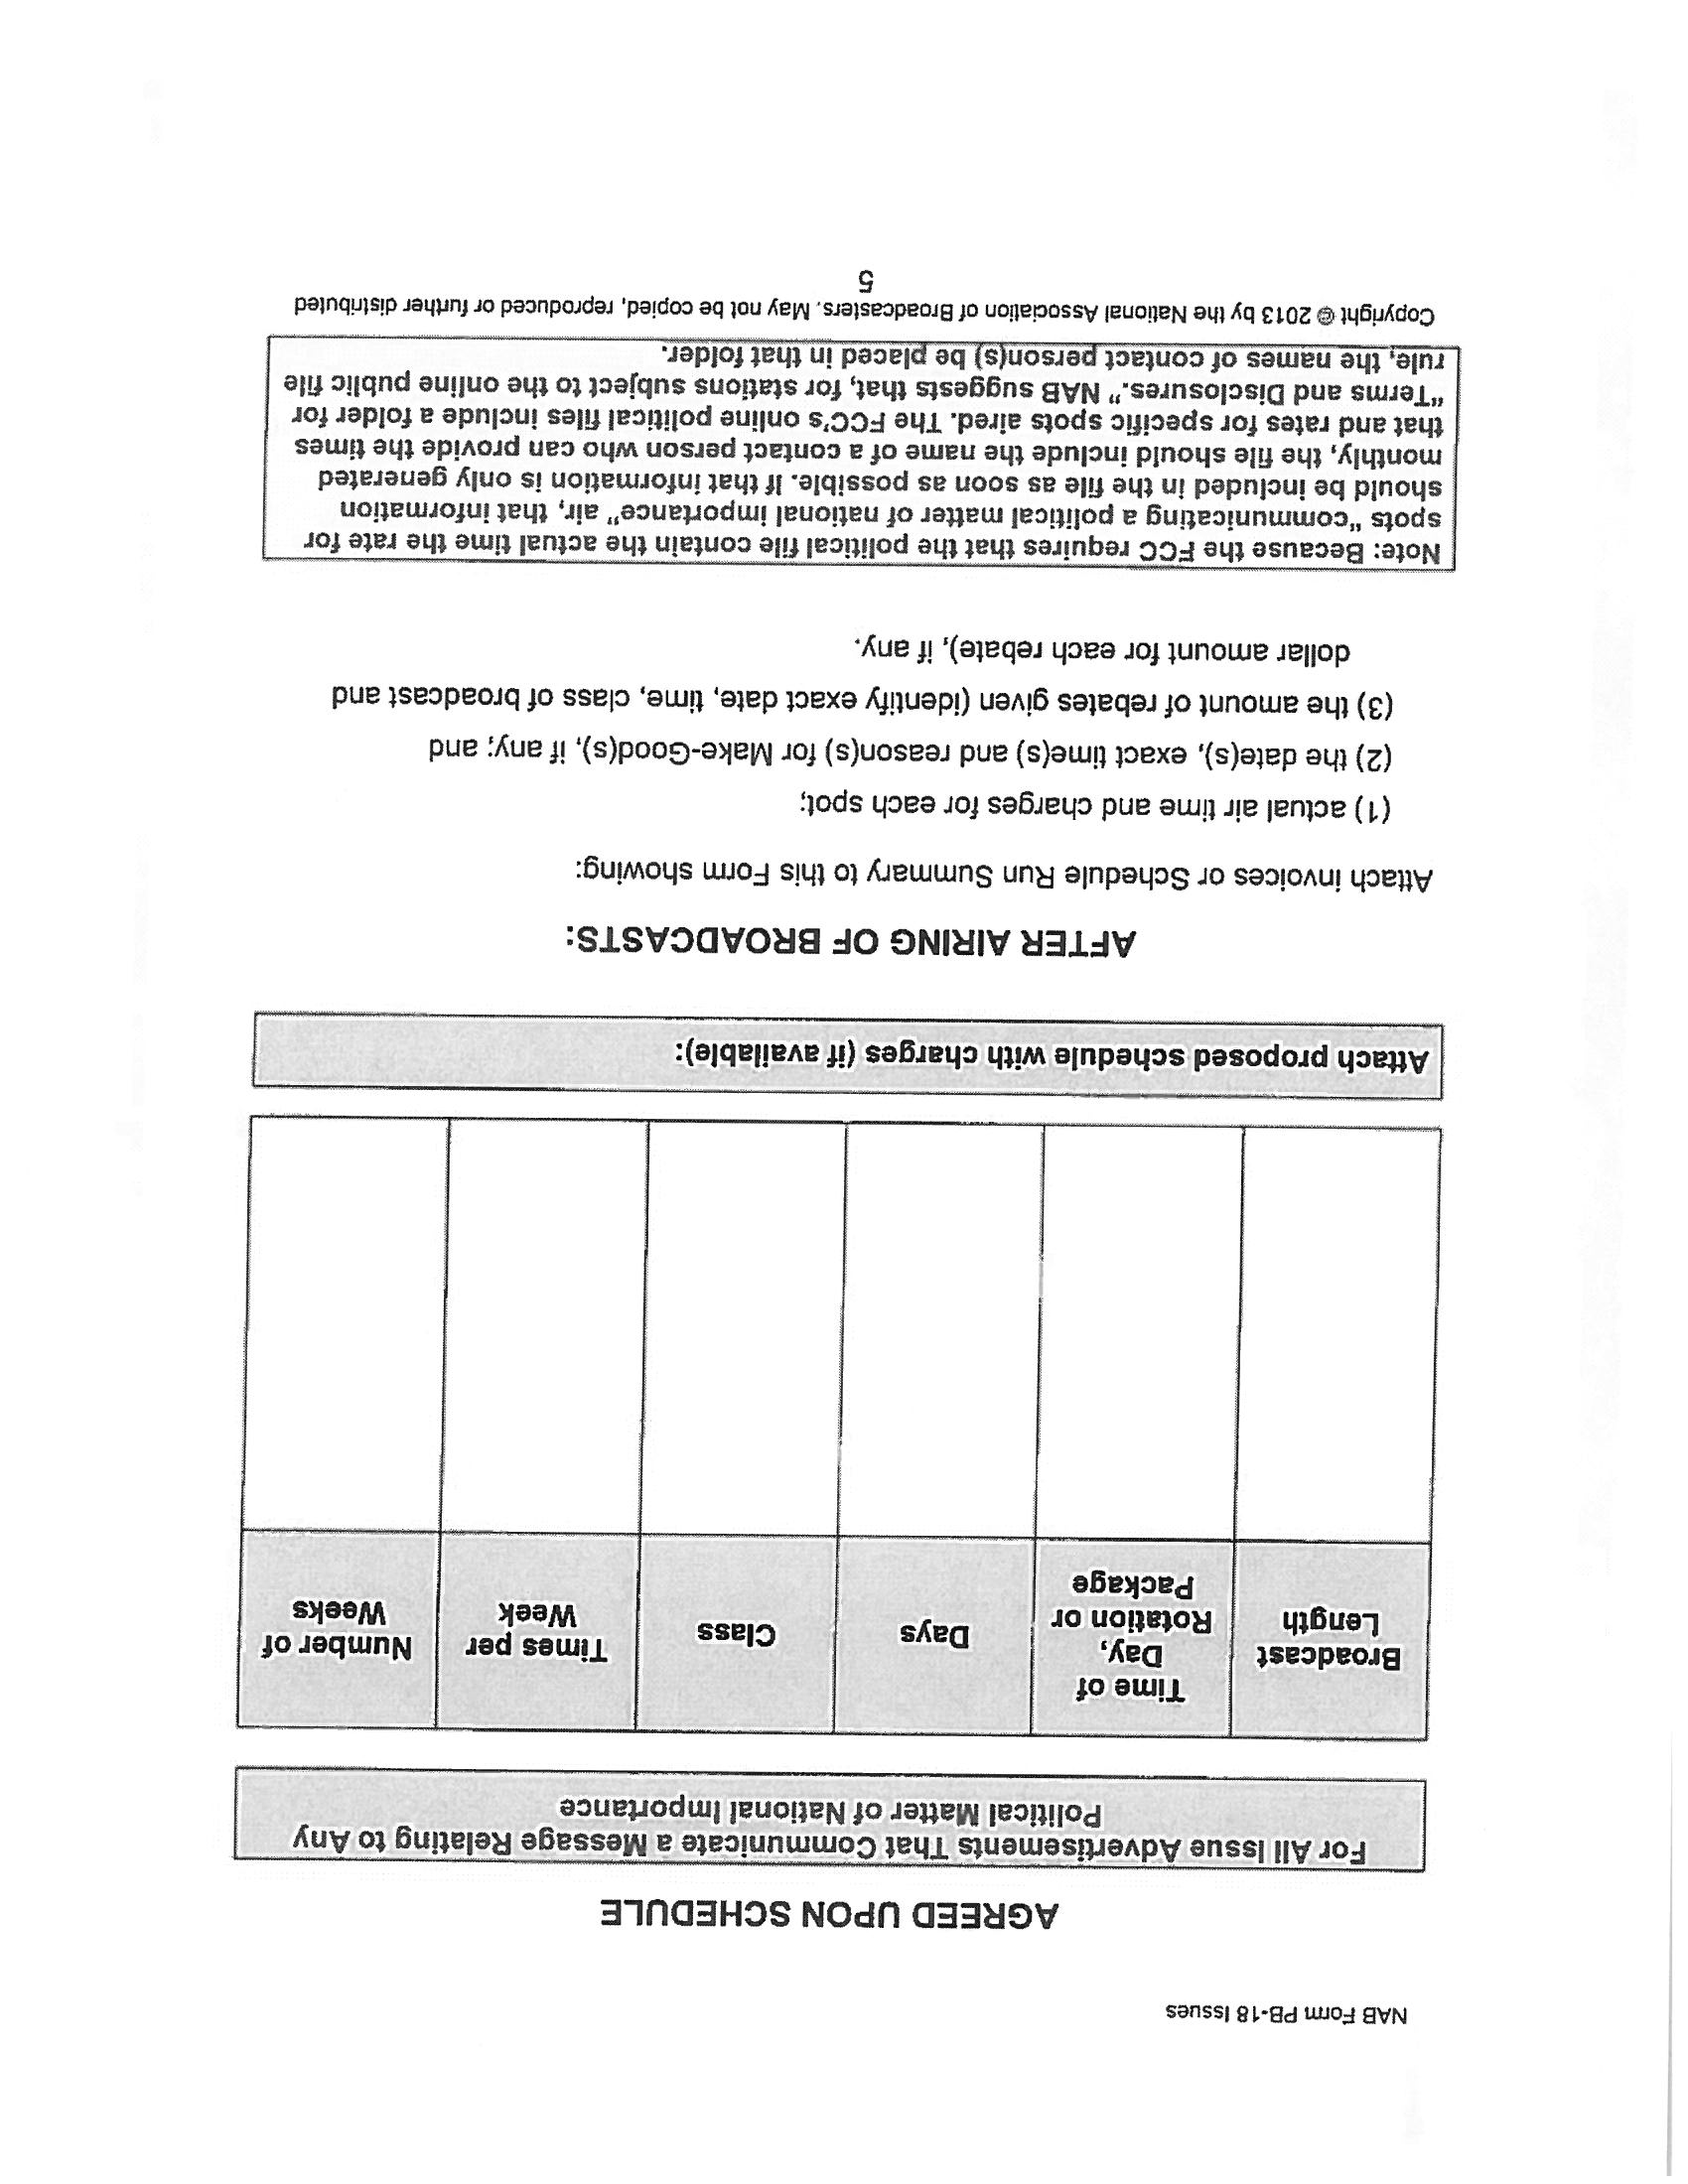 NAB Form PB-18 Issues
AGREED UPON SCHEDULE
For All Issue Advertisements That Communicate a Message Relating to Any
Political Matter of National Importance
Broadcast
Length
Time of
Day,
Rotation or
Package
Days
Class
Times per
Week
Number of
Weeks
Attach proposed schedule with charges (if available):
AFTER AIRING OF BROADCASTS:
Attach invoices or Schedule Run Summary to this Form showing:
(1) actual air time and charges for each spot;
(2) the date(s), exact time(s) and reason(s) for Make-Good(s), if any; and
(3) the amount of rebates given (identify exact date, time, class of broadcast and
dollar amount for each rebate), if any.
Note: Because the FCC requires that the political file contain the actual time the rate for
spots "communicating a political matter of national importance" air, that information
should be included in the file as soon as possible. If that information is only generated
monthly, the file should include the name of a contact person who can provide the times
that and rates for specific spots aired. The FCC's online political files include a folder for
"Terms and Disclosures." NAB suggests that, for stations subject to the online public file
rule, the names of contact person(s) be placed in that folder.
Copyright © 2013 by the National Association of Broadcasters. May not be copied, reproduced or further distributed
5